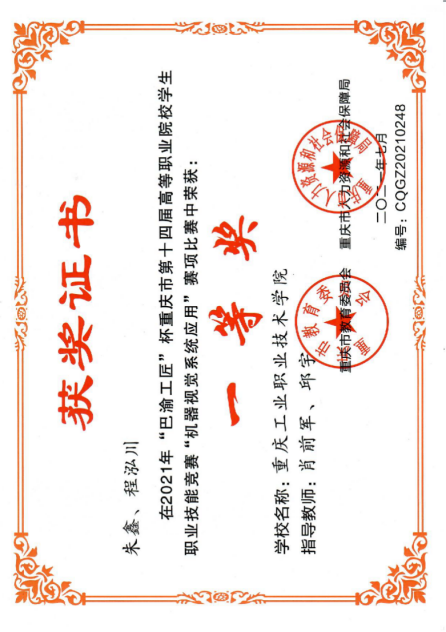 获奖证书
朱鑫、程泓川
在2021年“巴渝工匠”杯重庆市第十四届高等职业院校学生
职业技能竞赛“机器视觉系统应用”赛项比赛中荣获:
一等奖
学校名称:重庆工业职业技术学院
指导教师:肖前军、邱宇
重庆市教育委员会 重庆市人力资源和社会保障局
二〇二一年七月
编号:CQGZ20210248